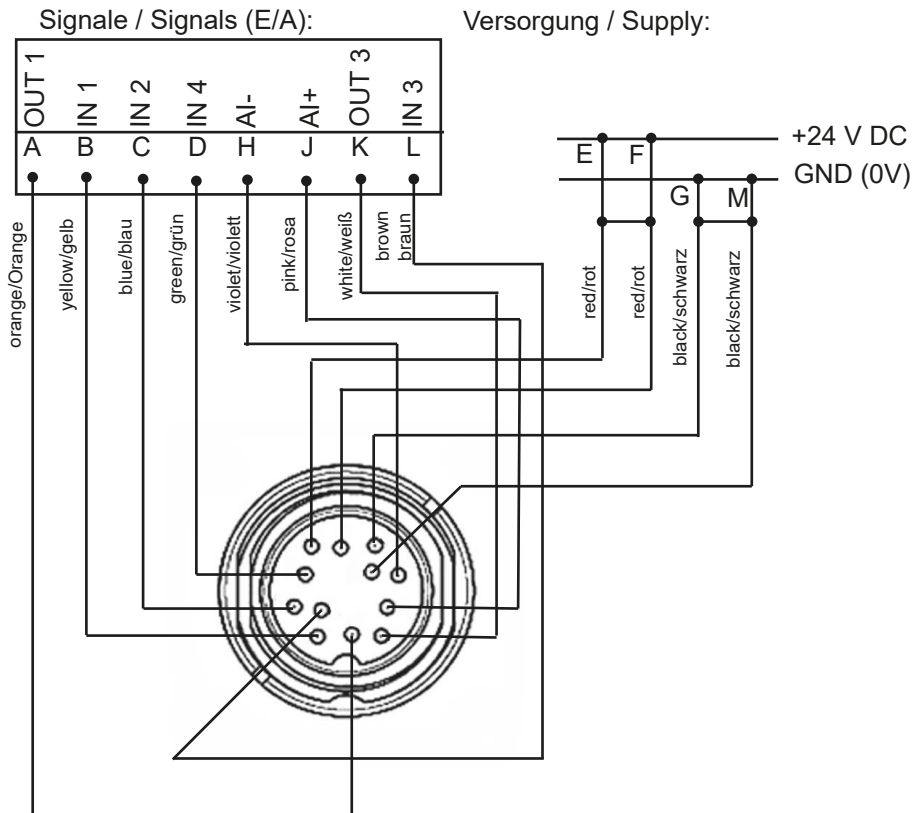 Signale / Signals (E/A):
Versorgung / Supply:
OUT 1
IN 1
IN 2
IN 4
AI-
AI+
OUT 3
IN 3
A
B
C
D
H
J
K
L
E
F
+24 V DC
G
M
GND (0V)
orange/Orange
yellow/gelb
blue/blau
green/grün
violet/violett
pink/rosa
white/weiß
brown
braun
red/rot
red/rot
black/schwarz
black/schwarz